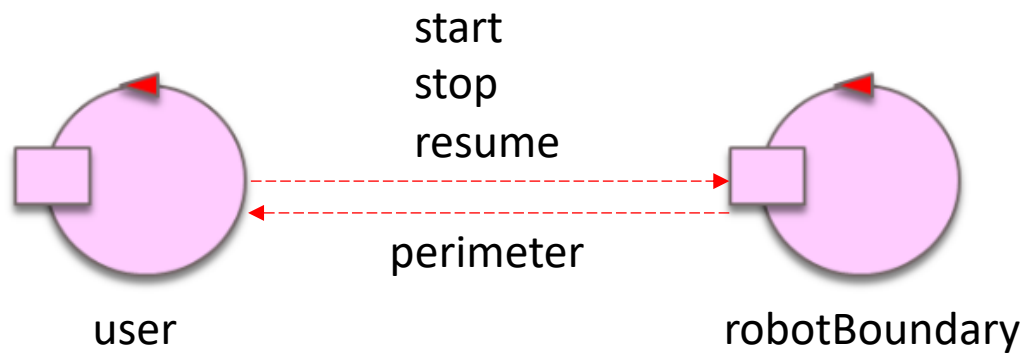 start
stop
resume
perimeter
user
robotBoundary